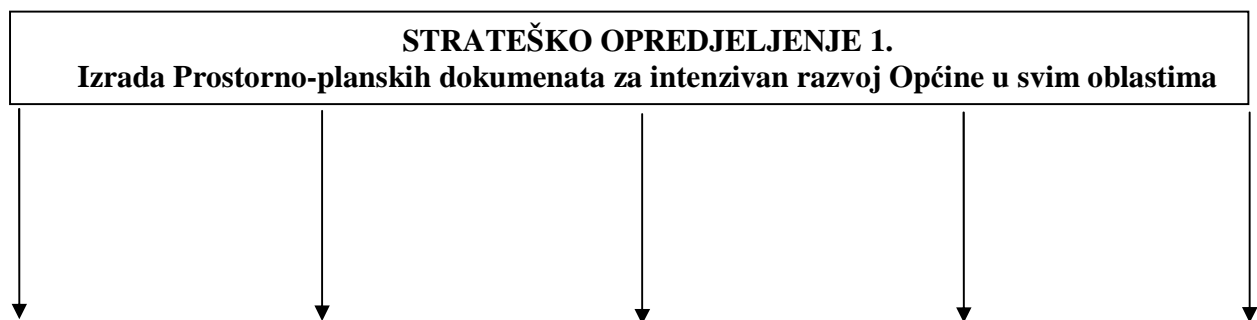 STRATEŠKO OPREDJELJENJE 1.
Izrada Prostorno-planskih dokumenata za intenzivan razvoj Općine u svim oblastima